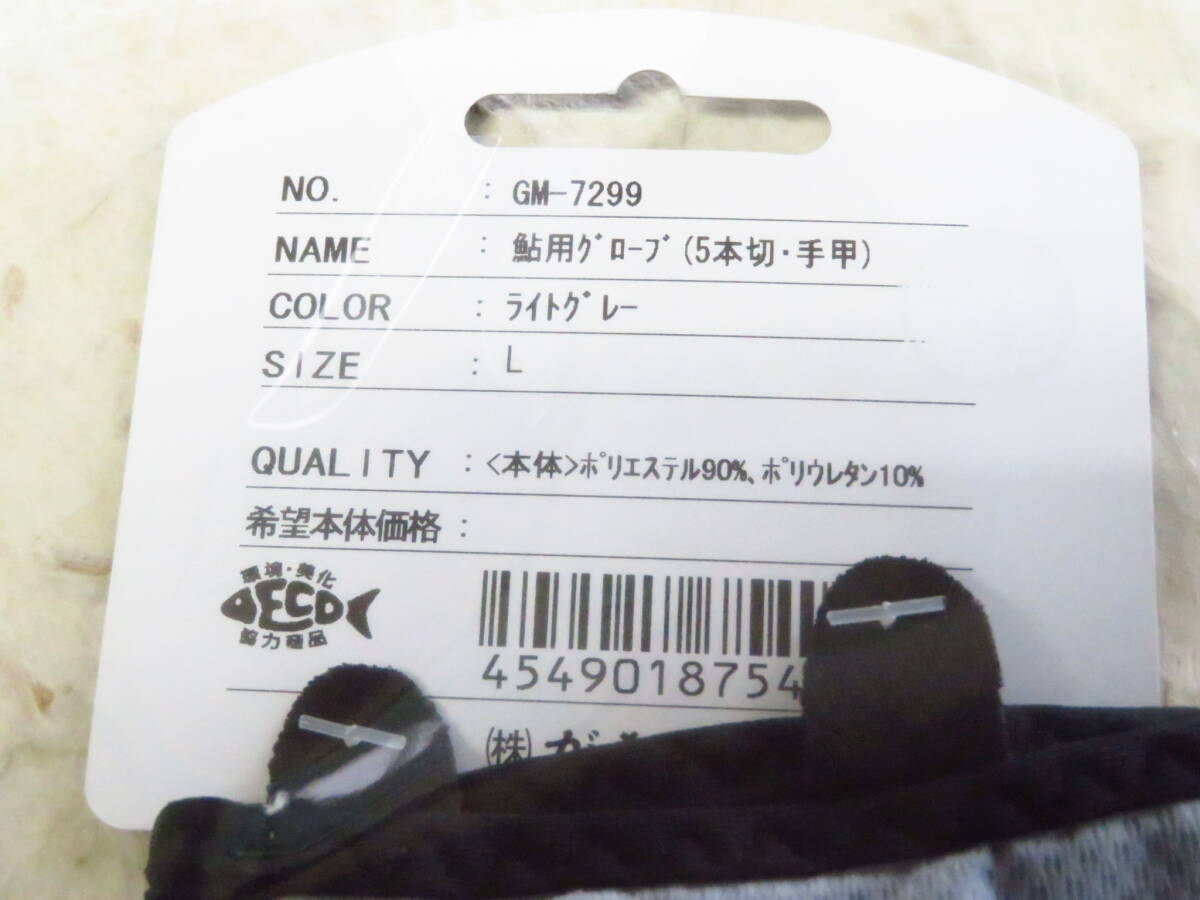 NO. : GM-7299
NAME : 鮎用ｸﾞﾛｰﾌﾞ(5本切・手甲)
COLOR : ﾗｲﾄｸﾞﾚｰ
SIZE : L
QUALITY : <本体>ﾎﾟﾘｴｽﾃﾙ90%、ﾎﾟﾘｳﾚﾀﾝ10%
希望本体価格 :
環境・美化
ECO
協力商品
4549018754
(株)が